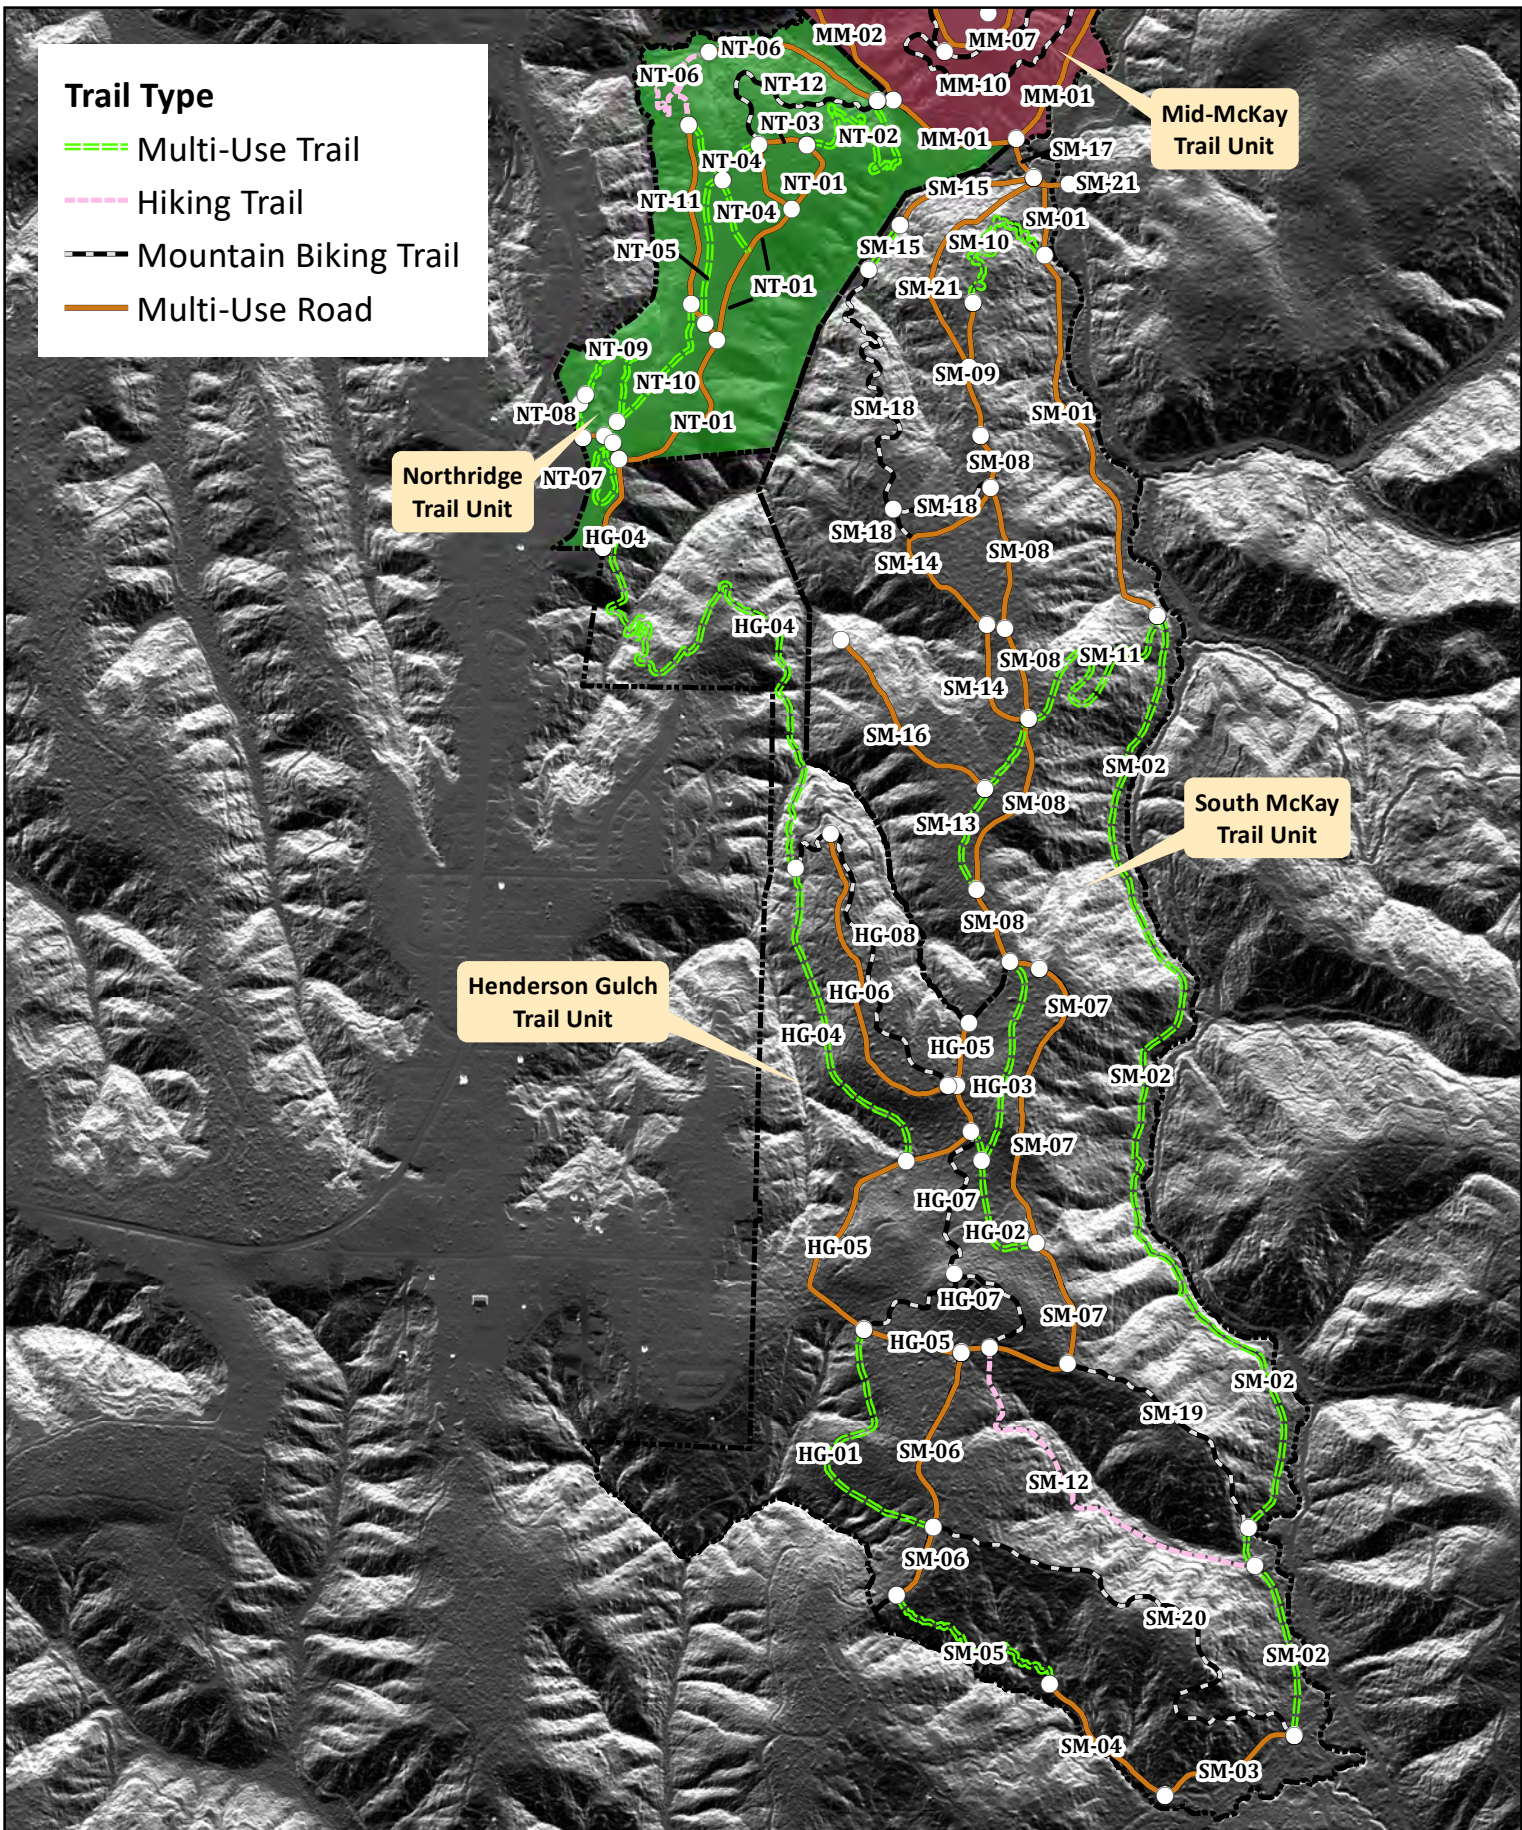 MM-02
MM-07
NT-06
NT-06
NT-12
MM-10
MM-01
Trail Type
Multi-Use Trail
Hiking Trail
Mountain Biking Trail
Multi-Use Road
Mid-McKay
Trail Unit
NT-03
NT-02
MM-01
SM-17
NT-04
NT-01
SM-15
SM-21
NT-11
NT-04
SM-01
SM-15
SM-10
NT-05
NT-01
SM-21
NT-09
NT-10
SM-09
NT-08
NT-01
SM-18
SM-01
Northridge
Trail Unit
NT-07
SM-08
SM-18
SM-18
HG-04
SM-14
SM-08
HG-04
SM-08
SM-11
SM-14
SM-16
SM-02
SM-08
South McKay
Trail Unit
SM-13
HG-08
SM-08
Henderson Gulch
Trail Unit
HG-06
SM-07
HG-04
HG-05
SM-02
HG-03
SM-07
HG-07
HG-02
HG-05
HG-07
SM-07
HG-05
SM-02
SM-19
HG-01
SM-06
SM-12
SM-06
SM-20
SM-05
SM-02
SM-04
SM-03